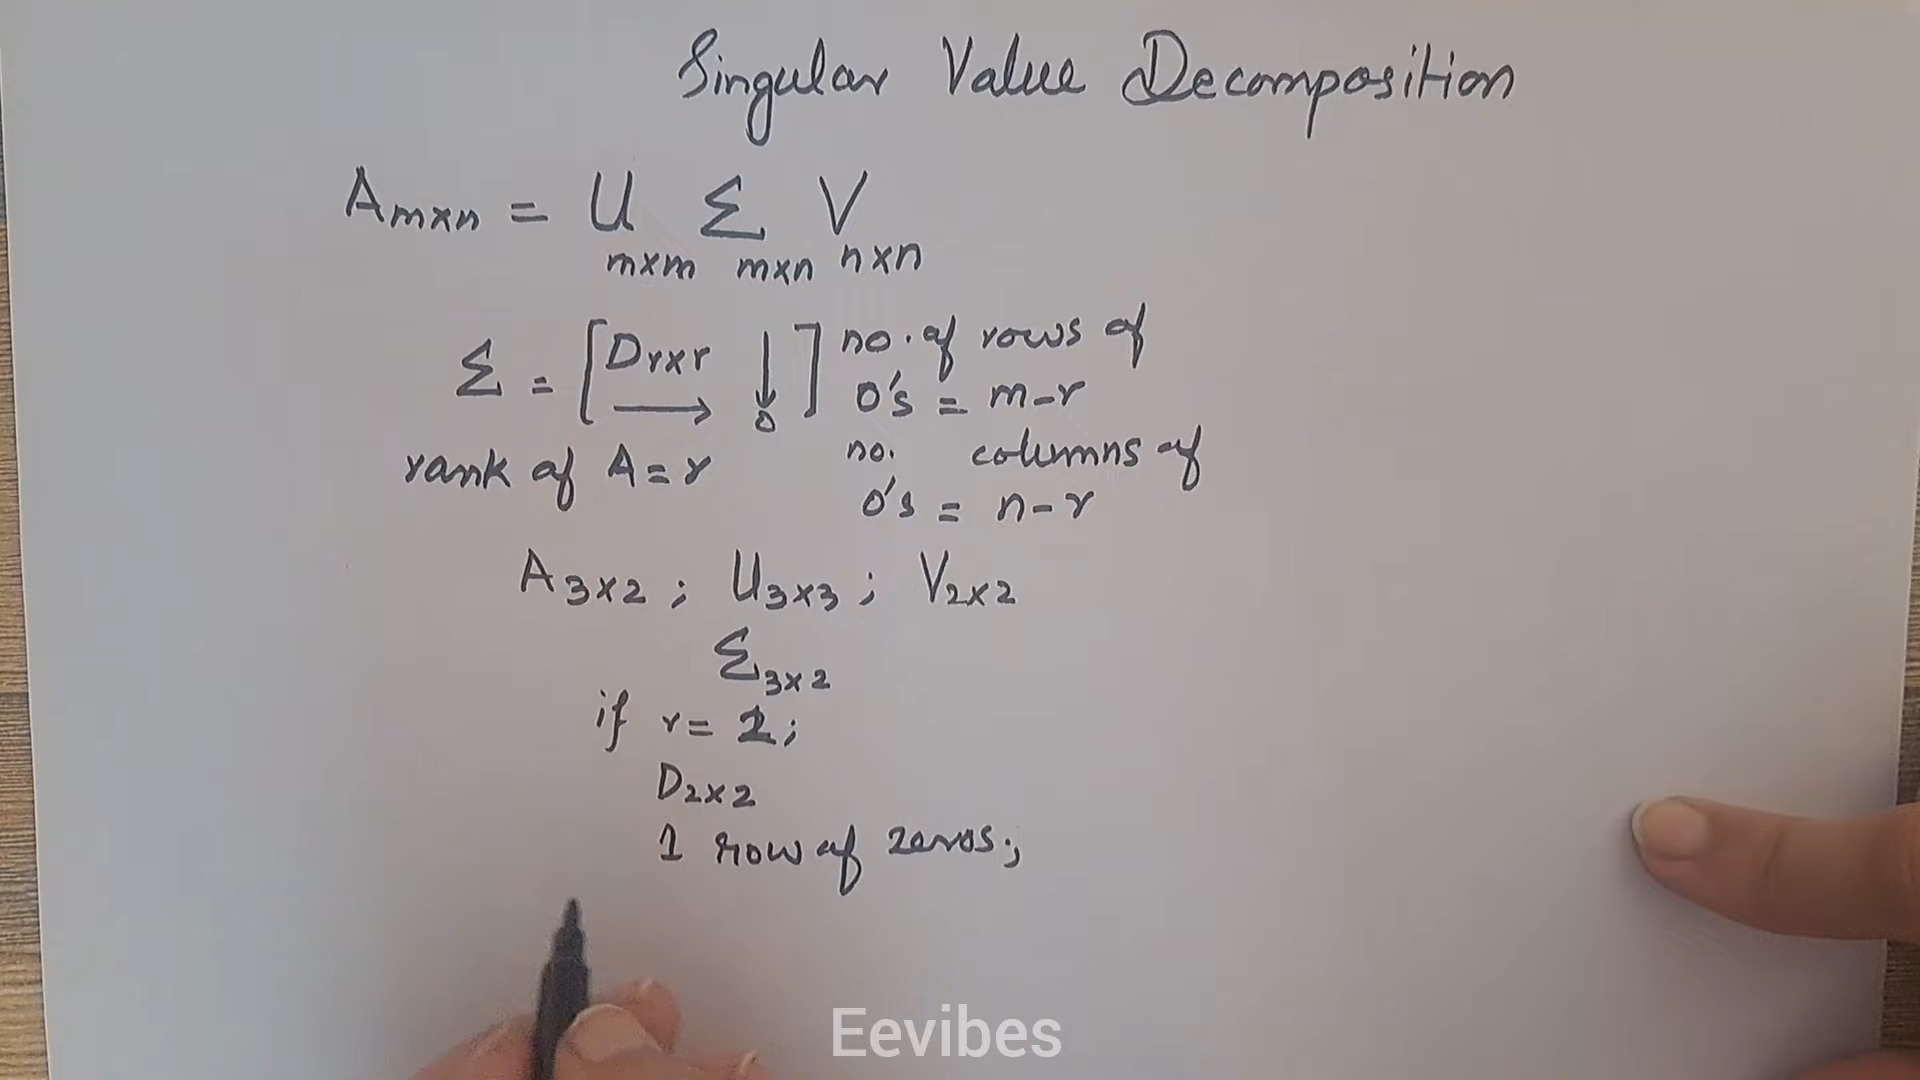 Singular Value Decomposition
Amxn = U Σ V
mxm mxn nxn
Σ = [Drxr → ↓ 0] no. of rows of
0's = m-r
rank of A = r no. columns of
0's = n-r
A3x2 ; U3x3 ; V2x2
Σ3x2
if r = 2;
D2x2
1 row of zeros;
Eevibes